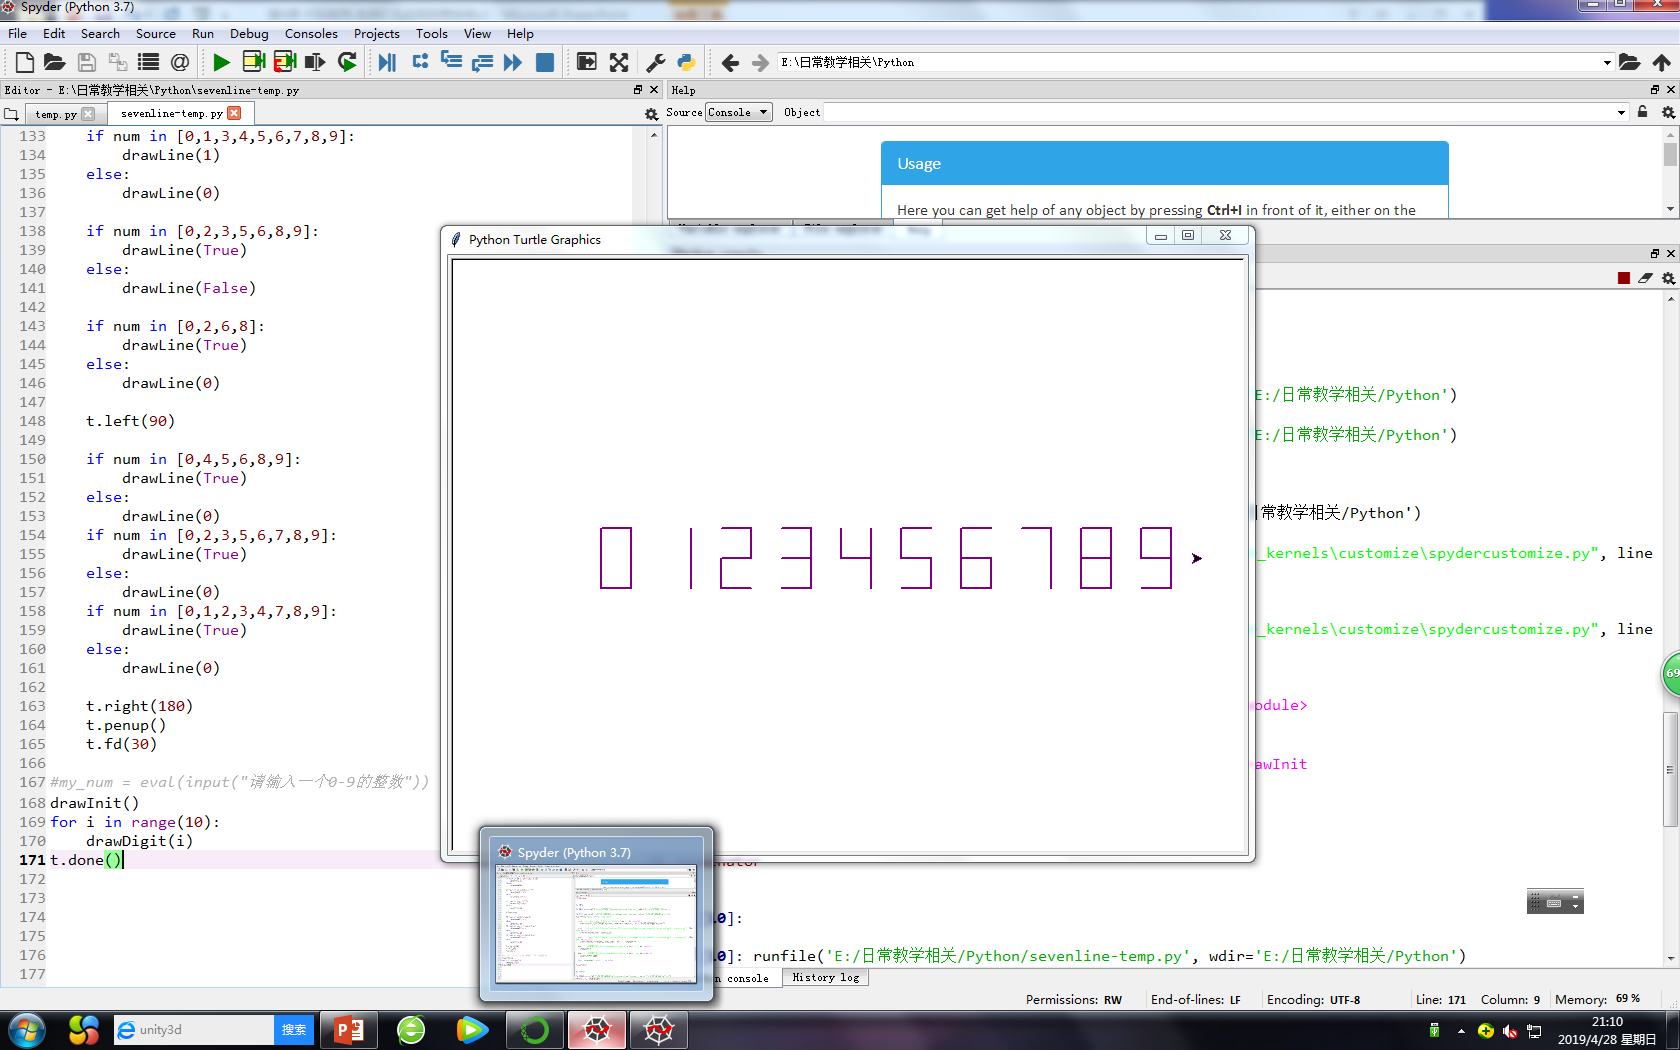 Spyder (Python 3.7)
File Edit Search Source Run Debug Consoles Projects Tools View Help
E:\日常教学相关\Python
Editor - E:\日常教学相关\Python\sevenline-temp.py
Help
temp.py
sevenline-temp.py
Source Console Object
Usage
Here you can get help of any object by pressing Ctrl+I in front of it, either on the
133 if num in [0,1,3,4,5,6,7,8,9]:
134 drawLine(1)
135 else:
136 drawLine(0)
137
138 if num in [0,2,3,5,6,8,9]:
139 drawLine(True)
140 else:
141 drawLine(False)
142
143 if num in [0,2,6,8]:
144 drawLine(True)
145 else:
146 drawLine(0)
147
148 t.left(90)
149
150 if num in [0,4,5,6,8,9]:
151 drawLine(True)
152 else:
153 drawLine(0)
154 if num in [0,2,3,5,6,7,8,9]:
155 drawLine(True)
156 else:
157 drawLine(0)
158 if num in [0,1,2,3,4,7,8,9]:
159 drawLine(True)
160 else:
161 drawLine(0)
162
163 t.right(180)
164 t.penup()
165 t.fd(30)
166
167 #my_num = eval(input("请输入一个0-9的整数"))
168 drawInit()
169 for i in range(10):
170 drawDigit(i)
171 t.done()
172
173
174
175
176
177
Python Turtle Graphics
0 1 2 3 4 5 6 7 8 9
E:/日常教学相关/Python')
E:/日常教学相关/Python')
常教学相关/Python')
_kernels\customize\spydercustomize.py", line
_kernels\customize\spydercustomize.py", line
odule>
awInit
nator
10]:
10]: runfile('E:/日常教学相关/Python/sevenline-temp.py', wdir='E:/日常教学相关/Python')
Spyder (Python 3.7)
n console
History log
69
Permissions: RW End-of-lines: LF Encoding: UTF-8 Line: 171 Column: 9 Memory: 69 %
unity3d
搜索
21:10
2019/4/28 星期日